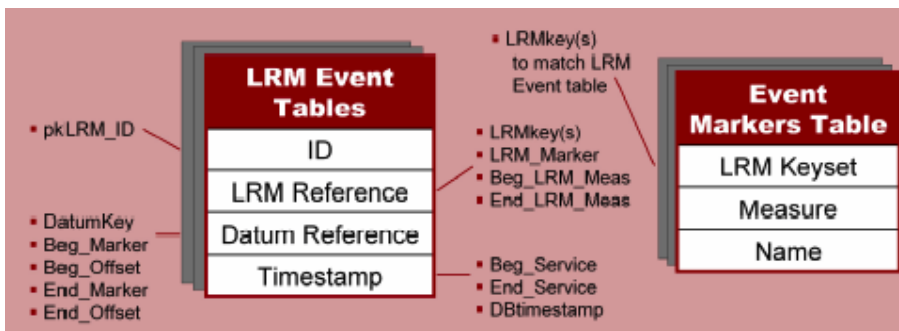 LRM Event
Tables
ID
LRM Reference
Datum Reference
Timestamp
▪ pkLRM_ID
▪ DatumKey
▪ Beg_Marker
▪ Beg_Offset
▪ End_Marker
▪ End_Offset
▪ LRMkey(s)
to match LRM
Event table
▪ LRMkey(s)
▪ LRM_Marker
▪ Beg_LRM_Meas
▪ End_LRM_Meas
▪ Beg_Service
▪ End_Service
▪ DBtimestamp
Event
Markers Table
LRM Keyset
Measure
Name